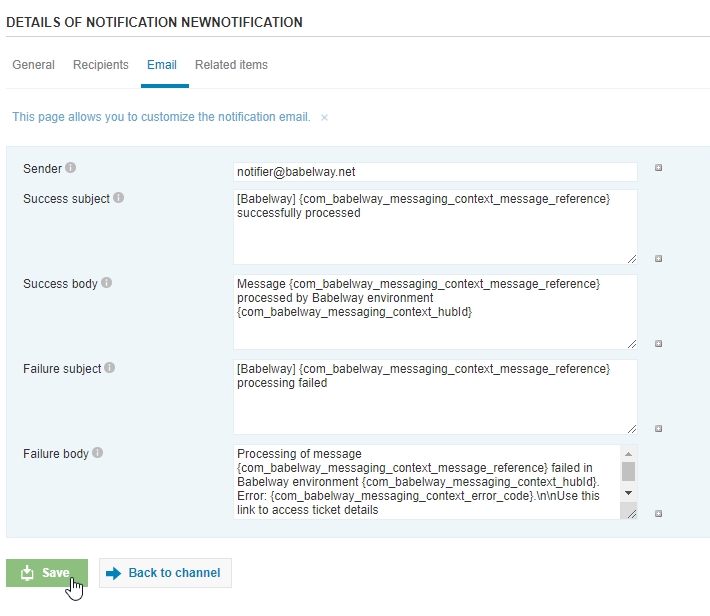 DETAILS OF NOTIFICATION NEWNOTIFICATION
General Recipients Email Related items
This page allows you to customize the notification email. ×
Sender notifier@babelway.net
Success subject [Babelway] {com_babelway_messaging_context_message_reference}
successfully processed
Success body Message {com_babelway_messaging_context_message_reference}
processed by Babelway environment
{com_babelway_messaging_context_hubId}
Failure subject [Babelway] {com_babelway_messaging_context_message_reference}
processing failed
Failure body Processing of message
{com_babelway_messaging_context_message_reference} failed in
Babelway environment {com_babelway_messaging_context_hubId}.
Error: {com_babelway_messaging_context_error_code}.\n\nUse this
link to access ticket details
Save Back to channel